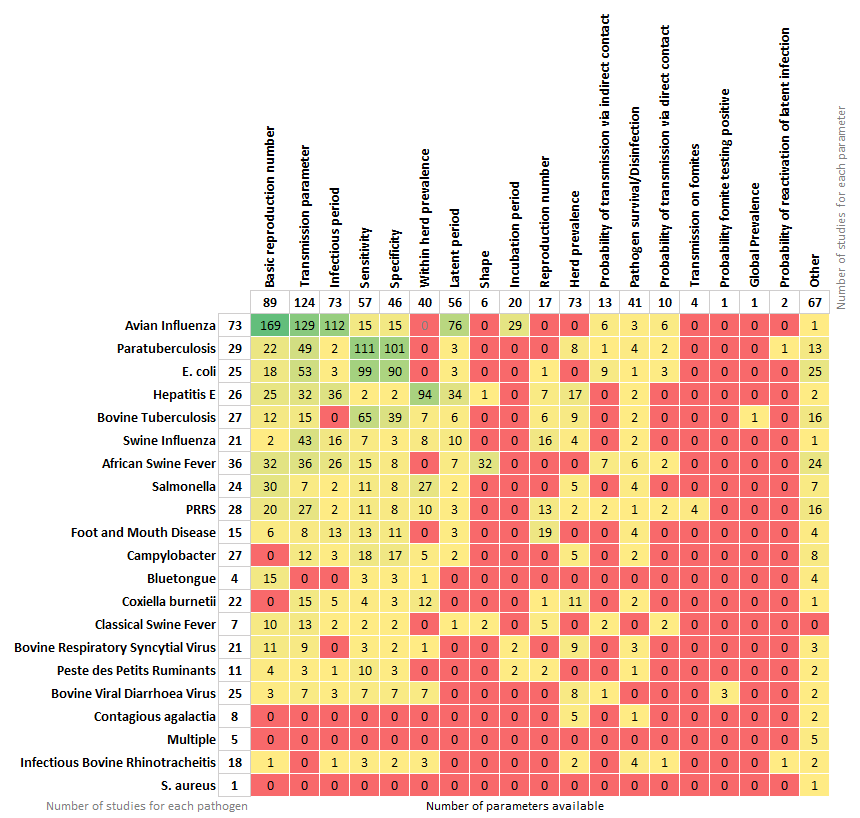 Basic reproduction number
Transmission parameter
Infectious period
Sensitivity
Specificity
Within herd prevalence
Latent period
Shape
Incubation period
Reproduction number
Herd prevalence
Probability of transmission via indirect contact
Pathogen survival/Disinfection
Probability of transmission via direct contact
Transmission on fomites
Probability fomite testing positive
Global Prevalence
Probability of reactivation of latent infection
Other
Number of studies for each parameter
89 124 73 57 46 40 56 6 20 17 73 13 41 10 4 1 1 2 67
Avian Influenza 73 169 129 112 15 15 0 76 0 29 0 0 6 3 6 0 0 0 0 1
Paratuberculosis 29 22 49 2 111 101 0 3 0 0 0 8 1 4 2 0 0 0 1 13
E. coli 25 18 53 3 99 90 0 3 0 0 1 0 9 1 3 0 0 0 0 25
Hepatitis E 26 25 32 36 2 2 94 34 1 0 7 17 0 2 0 0 0 0 0 2
Bovine Tuberculosis 27 12 15 0 65 39 7 6 0 0 6 9 0 2 0 0 0 1 0 16
Swine Influenza 21 2 43 16 7 3 8 10 0 0 16 4 0 2 0 0 0 0 0 1
African Swine Fever 36 32 36 26 15 8 0 7 32 0 0 0 7 6 2 0 0 0 0 24
Salmonella 24 30 7 2 11 8 27 2 0 0 0 5 0 4 0 0 0 0 0 7
PRRS 28 20 27 2 11 8 10 3 0 0 13 2 2 1 2 4 0 0 0 16
Foot and Mouth Disease 15 6 8 13 13 11 0 3 0 0 19 0 0 4 0 0 0 0 0 4
Campylobacter 27 0 12 3 18 17 5 2 0 0 0 5 0 2 0 0 0 0 0 8
Bluetongue 4 15 0 0 3 3 1 0 0 0 0 0 0 0 0 0 0 0 0 4
Coxiella burnetii 22 0 15 5 4 3 12 0 0 0 1 11 0 2 0 0 0 0 0 1
Classical Swine Fever 7 10 13 2 2 2 0 1 2 0 5 0 2 0 2 0 0 0 0 0
Bovine Respiratory Syncytial Virus 21 11 9 0 3 2 1 0 0 2 0 9 0 3 0 0 0 0 0 3
Peste des Petits Ruminants 11 4 3 1 10 3 0 0 0 2 2 0 0 1 0 0 0 0 0 2
Bovine Viral Diarrhoea Virus 25 3 7 3 7 7 7 0 0 0 0 8 1 0 0 0 3 0 0 2
Contagious agalactia 8 0 0 0 0 0 0 0 0 0 0 5 0 1 0 0 0 0 0 2
Multiple 5 0 0 0 0 0 0 0 0 0 0 0 0 0 0 0 0 0 0 5
Infectious Bovine Rhinotracheitis 18 1 0 1 3 2 3 0 0 0 0 2 0 4 1 0 0 0 1 2
S. aureus 1 0 0 0 0 0 0 0 0 0 0 0 0 0 0 0 0 0 0 1
Number of studies for each pathogen
Number of parameters available